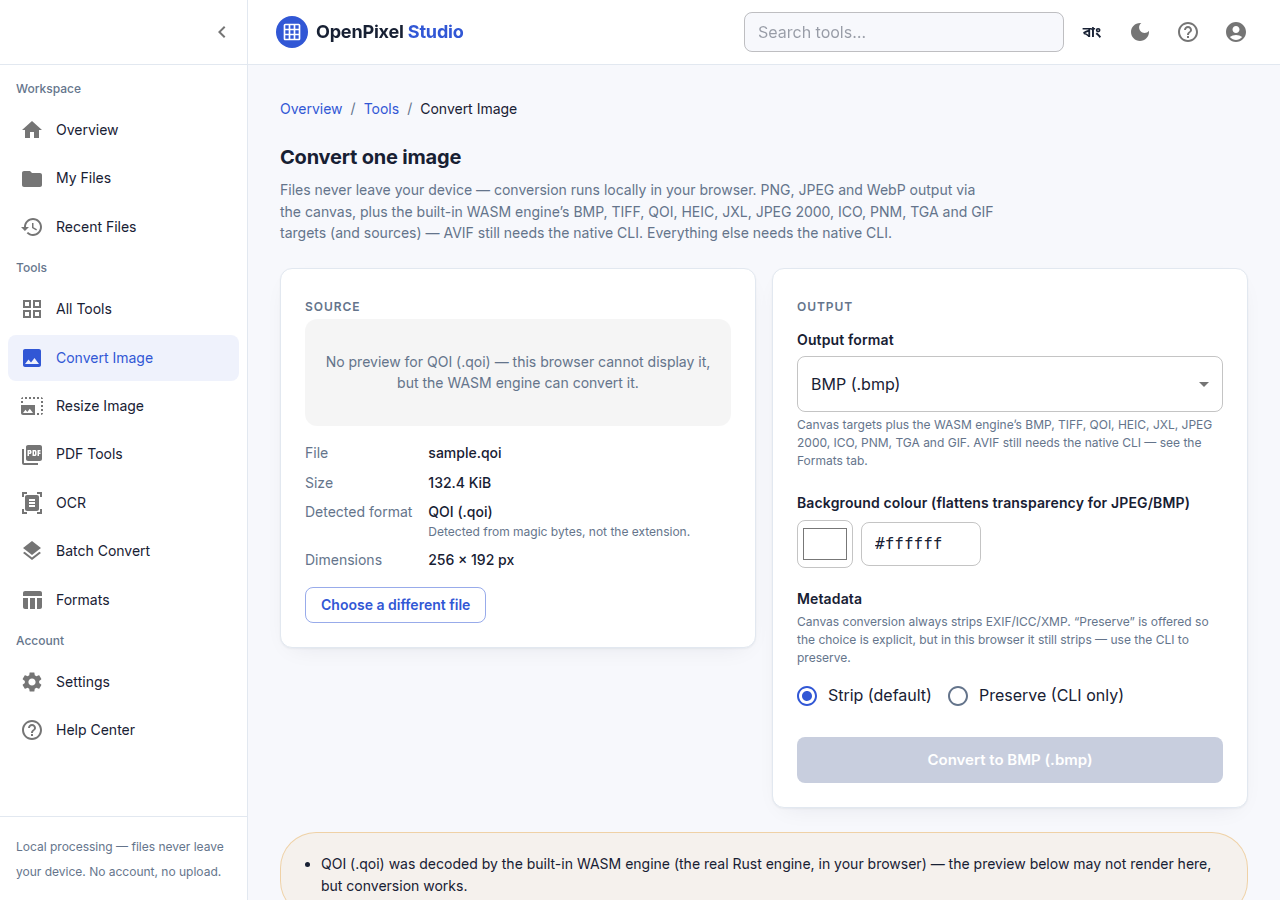 OpenPixel Studio
Search tools...
বাং
Workspace
Overview
My Files
Recent Files
Tools
All Tools
Convert Image
Resize Image
PDF Tools
OCR
Batch Convert
Formats
Account
Settings
Help Center
Local processing — files never leave
your device. No account, no upload.
Overview / Tools / Convert Image
Convert one image
Files never leave your device — conversion runs locally in your browser. PNG, JPEG and WebP output via
the canvas, plus the built-in WASM engine’s BMP, TIFF, QOI, HEIC, JXL, JPEG 2000, ICO, PNM, TGA and GIF
targets (and sources) — AVIF still needs the native CLI. Everything else needs the native CLI.
SOURCE
No preview for QOI (.qoi) — this browser cannot display it,
but the WASM engine can convert it.
File sample.qoi
Size 132.4 KiB
Detected format QOI (.qoi)
Detected from magic bytes, not the extension.
Dimensions 256 × 192 px
Choose a different file
OUTPUT
Output format
BMP (.bmp)
Canvas targets plus the WASM engine’s BMP, TIFF, QOI, HEIC, JXL, JPEG
2000, ICO, PNM, TGA and GIF. AVIF still needs the native CLI — see the
Formats tab.
Background colour (flattens transparency for JPEG/BMP)
#ffffff
Metadata
Canvas conversion always strips EXIF/ICC/XMP. “Preserve” is offered so
the choice is explicit, but in this browser it still strips — use the CLI to
preserve.
Strip (default) Preserve (CLI only)
Convert to BMP (.bmp)
• QOI (.qoi) was decoded by the built-in WASM engine (the real Rust engine, in your browser) — the preview below may not render here,
but conversion works.